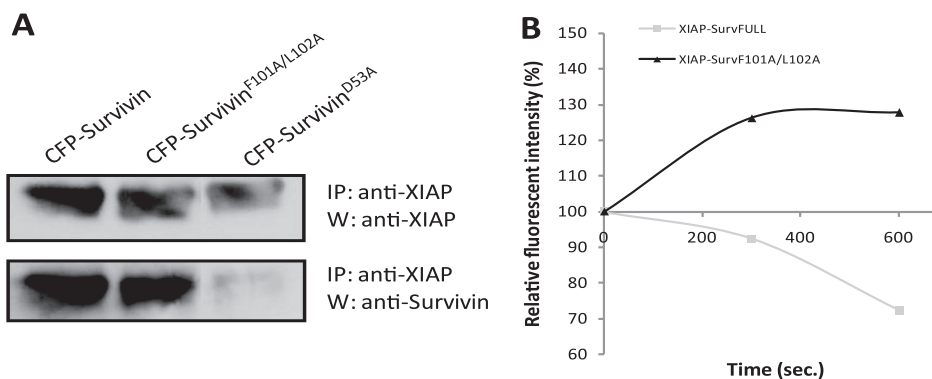 A
CFP-Survivin
CFP-Survivin^F101A/L102A
CFP-Survivin^D53A
IP: anti-XIAP
W: anti-XIAP
IP: anti-XIAP
W: anti-Survivin
B
XIAP-SurvFULL
XIAP-SurvF101A/L102A
Relative fluorescent intensity (%)
150
140
130
120
110
100
90
80
70
60
0
200
400
600
Time (sec.)